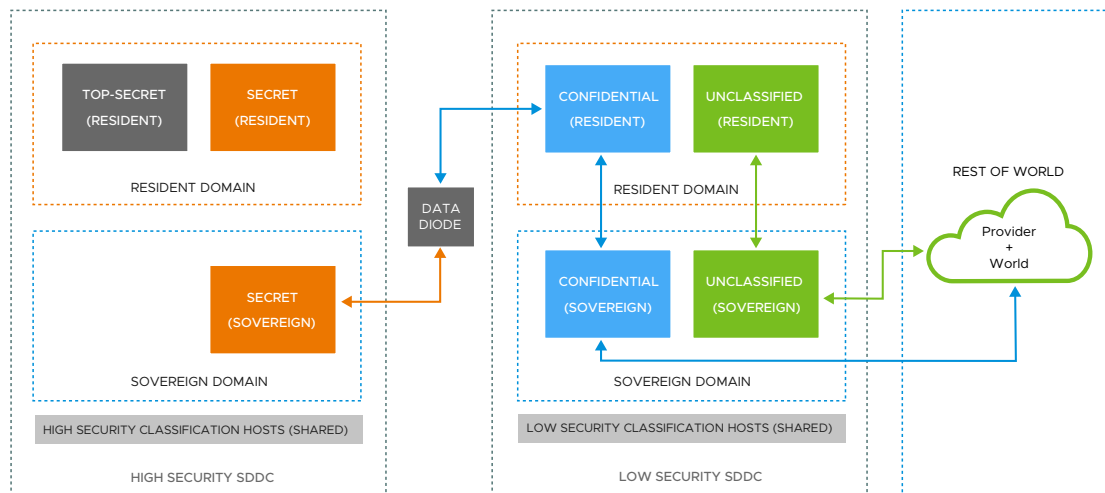 TOP-SECRET
(RESIDENT)
SECRET
(RESIDENT)
RESIDENT DOMAIN
SECRET
(SOVEREIGN)
SOVEREIGN DOMAIN
HIGH SECURITY CLASSIFICATION HOSTS (SHARED)
HIGH SECURITY SDDC
DATA
DIODE
CONFIDENTIAL
(RESIDENT)
UNCLASSIFIED
(RESIDENT)
RESIDENT DOMAIN
CONFIDENTIAL
(SOVEREIGN)
UNCLASSIFIED
(SOVEREIGN)
SOVEREIGN DOMAIN
LOW SECURITY CLASSIFICATION HOSTS (SHARED)
LOW SECURITY SDDC
REST OF WORLD
Provider
+
World